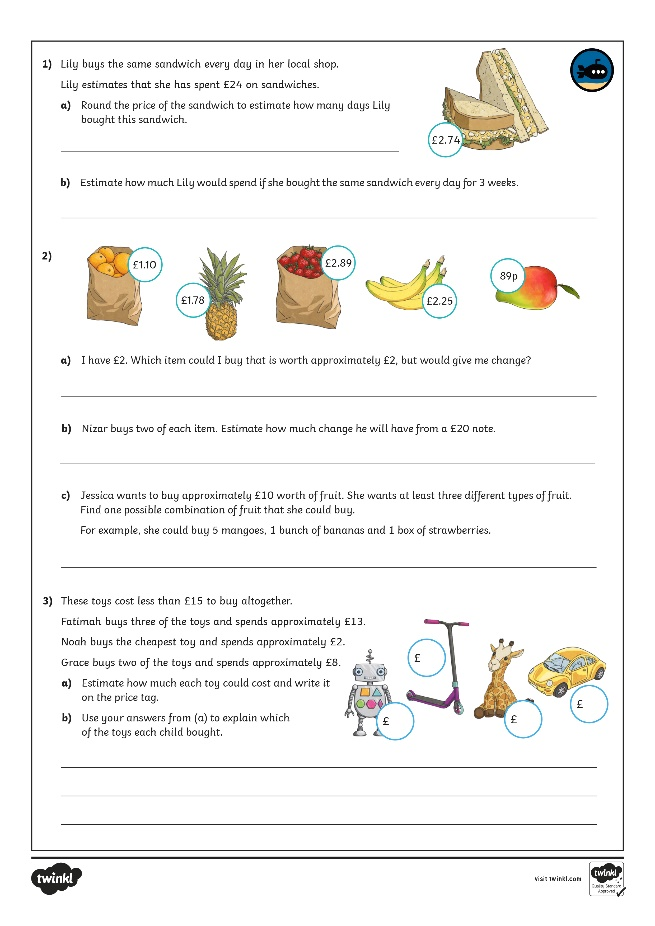 1) Lily buys the same sandwich every day in her local shop.
Lily estimates that she has spent £24 on sandwiches.
a) Round the price of the sandwich to estimate how many days Lily
bought this sandwich.
£2.74
b) Estimate how much Lily would spend if she bought the same sandwich every day for 3 weeks.
2)
£1.10
£1.78
£2.89
£2.25
89p
a) I have £2. Which item could I buy that is worth approximately £2, but would give me change?
b) Nizar buys two of each item. Estimate how much change he will have from a £20 note.
c) Jessica wants to buy approximately £10 worth of fruit. She wants at least three different types of fruit.
Find one possible combination of fruit that she could buy.
For example, she could buy 5 mangoes, 1 bunch of bananas and 1 box of strawberries.
3) These toys cost less than £15 to buy altogether.
Fatimah buys three of the toys and spends approximately £13.
Noah buys the cheapest toy and spends approximately £2.
Grace buys two of the toys and spends approximately £8.
a) Estimate how much each toy could cost and write it
on the price tag.
b) Use your answers from (a) to explain which
of the toys each child bought.
£
£
£
£
twinkl
visit twinkl.com
twinkl
Quality Standard
Approved